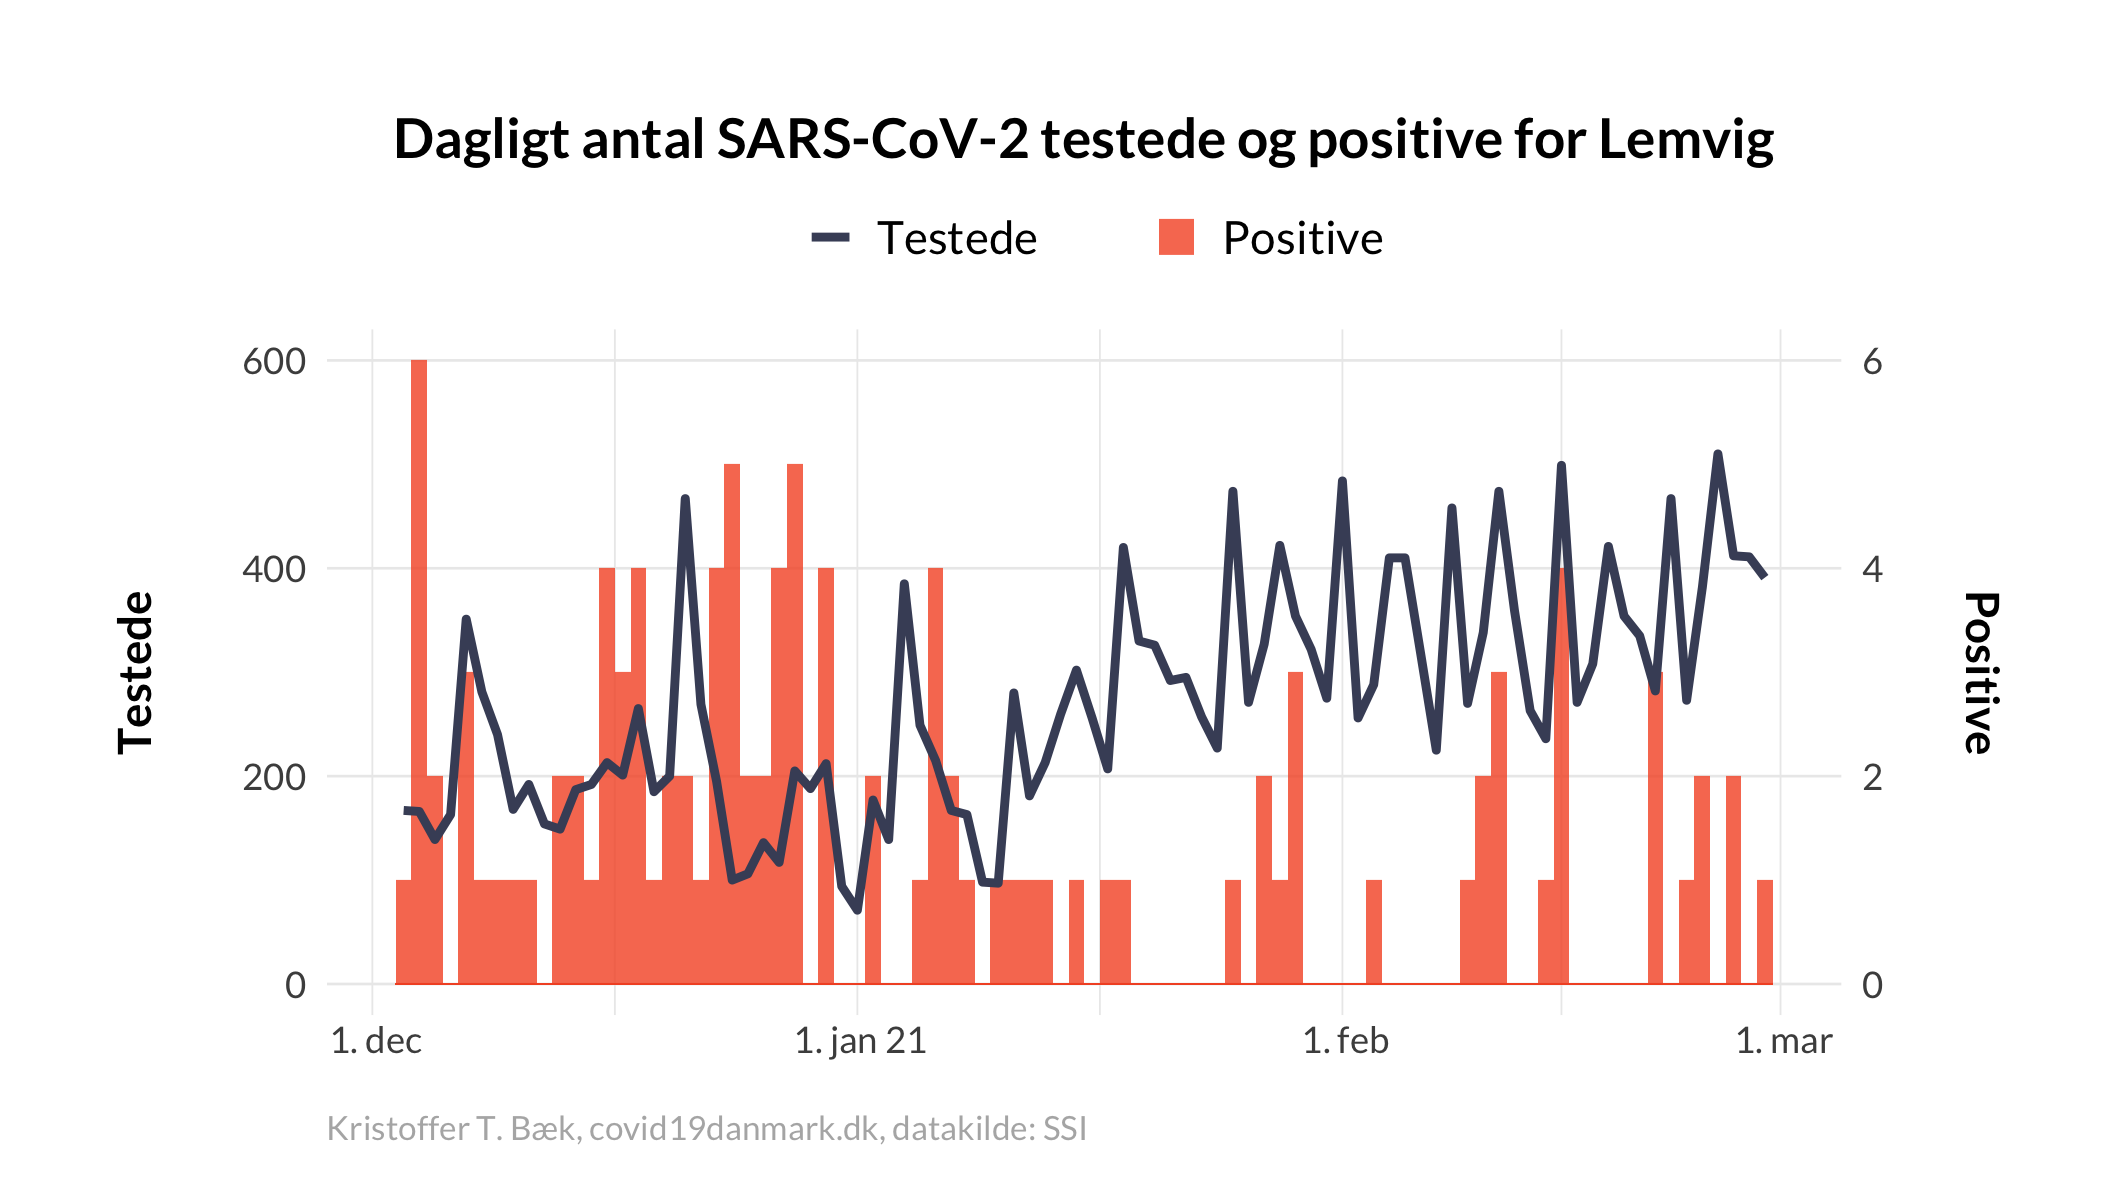 Dagligt antal SARS-CoV-2 testede og positive for Lemvig
Testede
Positive
600
400
200
0
6
4
2
0
Testede
Positive
1. dec
1. jan 21
1. feb
1. mar
Kristoffer T. Bæk, covid19danmark.dk, datakilde: SSI